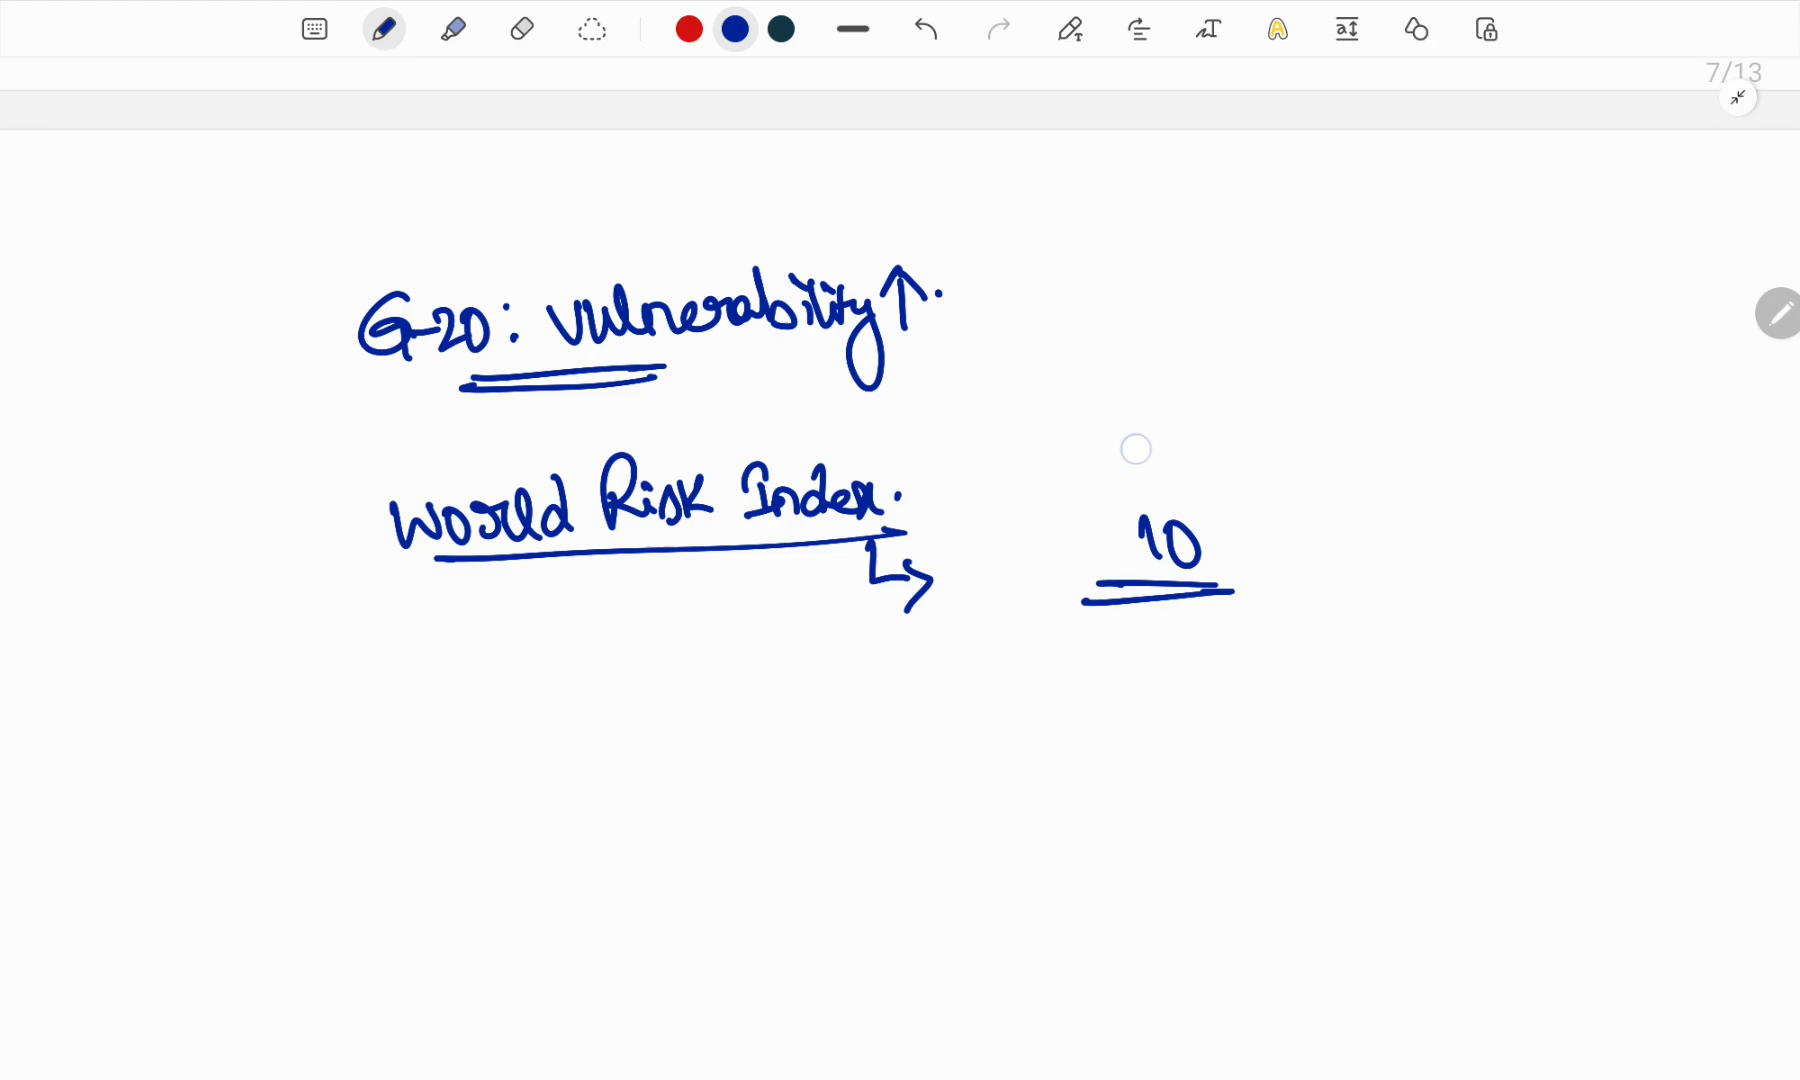 7/13
G-20: Vulnerability ↑.
World Risk Index.
↳ 10